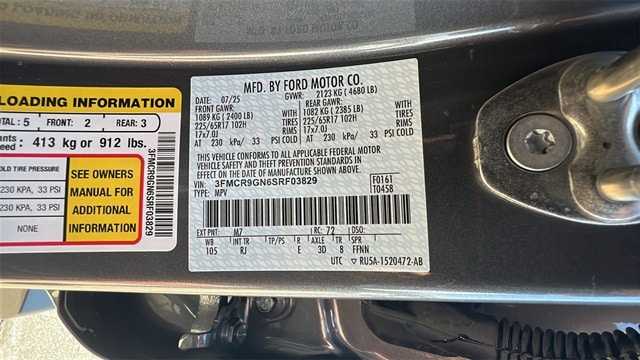 LOADING INFORMATION
TOTAL: 5 FRONT: 2 REAR: 3
413 kg or 912 lbs.
OLD TIRE PRESSURE
230 KPA, 33 PSI
230 KPA, 33 PSI
NONE
SEE OWNERS
MANUAL FOR
ADDITIONAL
INFORMATION
3FMCR9GN6SRF03829
MFD. BY FORD MOTOR CO.
DATE: 07/25 GVWR: 2123 KG ( 4680 LB)
FRONT GAWR: REAR GAWR:
1089 KG ( 2400 LB) WITH 1082 KG ( 2385 LB) WITH
225/65R17 102H TIRES 225/65R17 102H TIRES
17x7.0J RIMS 17x7.0J RIMS
AT 230 kPa/ 33 PSI COLD AT 230 kPa/ 33 PSI COLD
THIS VEHICLE CONFORMS TO ALL APPLICABLE FEDERAL MOTOR
VEHICLE SAFETY AND THEFT PREVENTION STANDARDS IN EFFECT
ON THE DATE OF MANUFACTURE SHOWN ABOVE.
VIN: 3FMCR9GN6SRF03829 F0161
TYPE: MPV T0458
EXT PNT: M7 RC: 72 DSO:
WB INT TR TP/PS R AXLE TR SPR
105 RJ E 3D 8 FFNN
UTC RU5A-1520472-AB